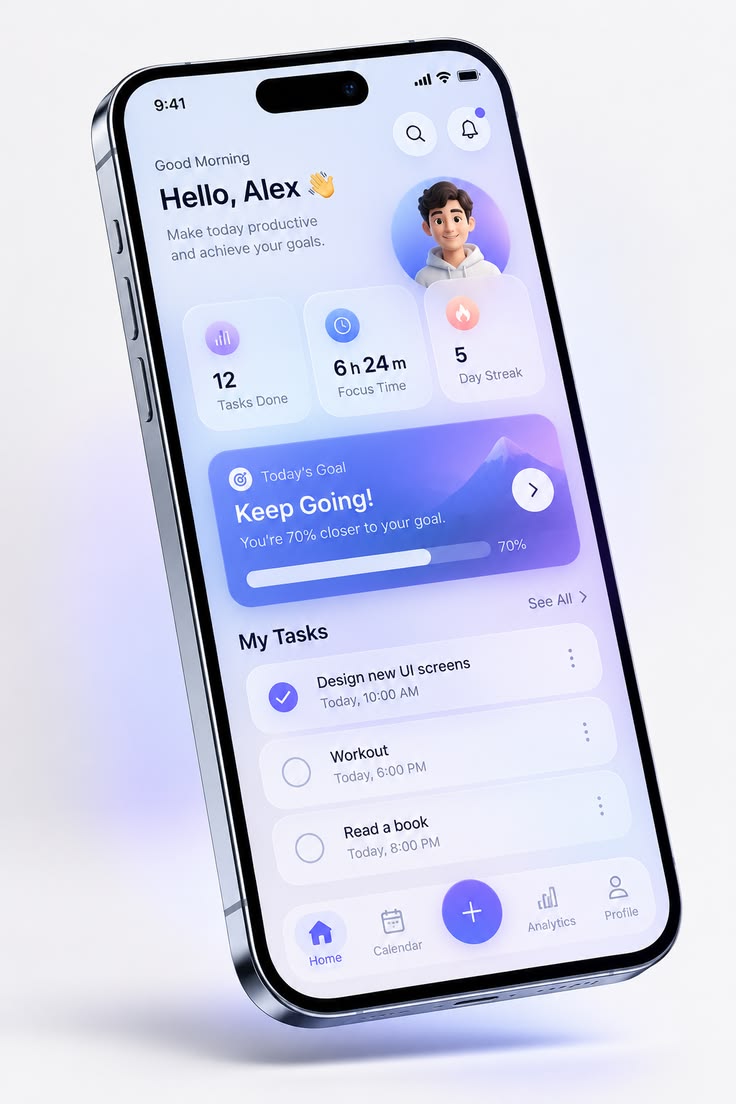 9:41
Good Morning
Hello, Alex 👋
Make today productive
and achieve your goals.
12
Tasks Done
6h 24m
Focus Time
5
Day Streak
Today's Goal
Keep Going!
You're 70% closer to your goal.
70%
My Tasks
See All
Design new UI screens
Today, 10:00 AM
Workout
Today, 6:00 PM
Read a book
Today, 8:00 PM
Home
Calendar
Analytics
Profile